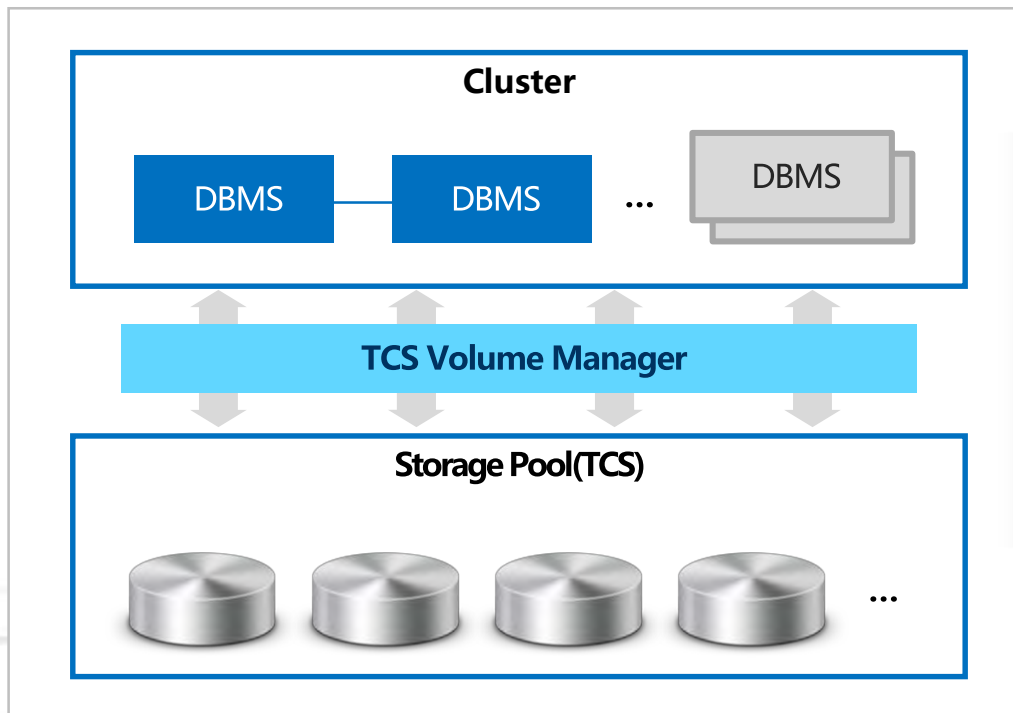 Cluster
DBMS
DBMS
...
DBMS
TCS Volume Manager
Storage Pool(TCS)
...